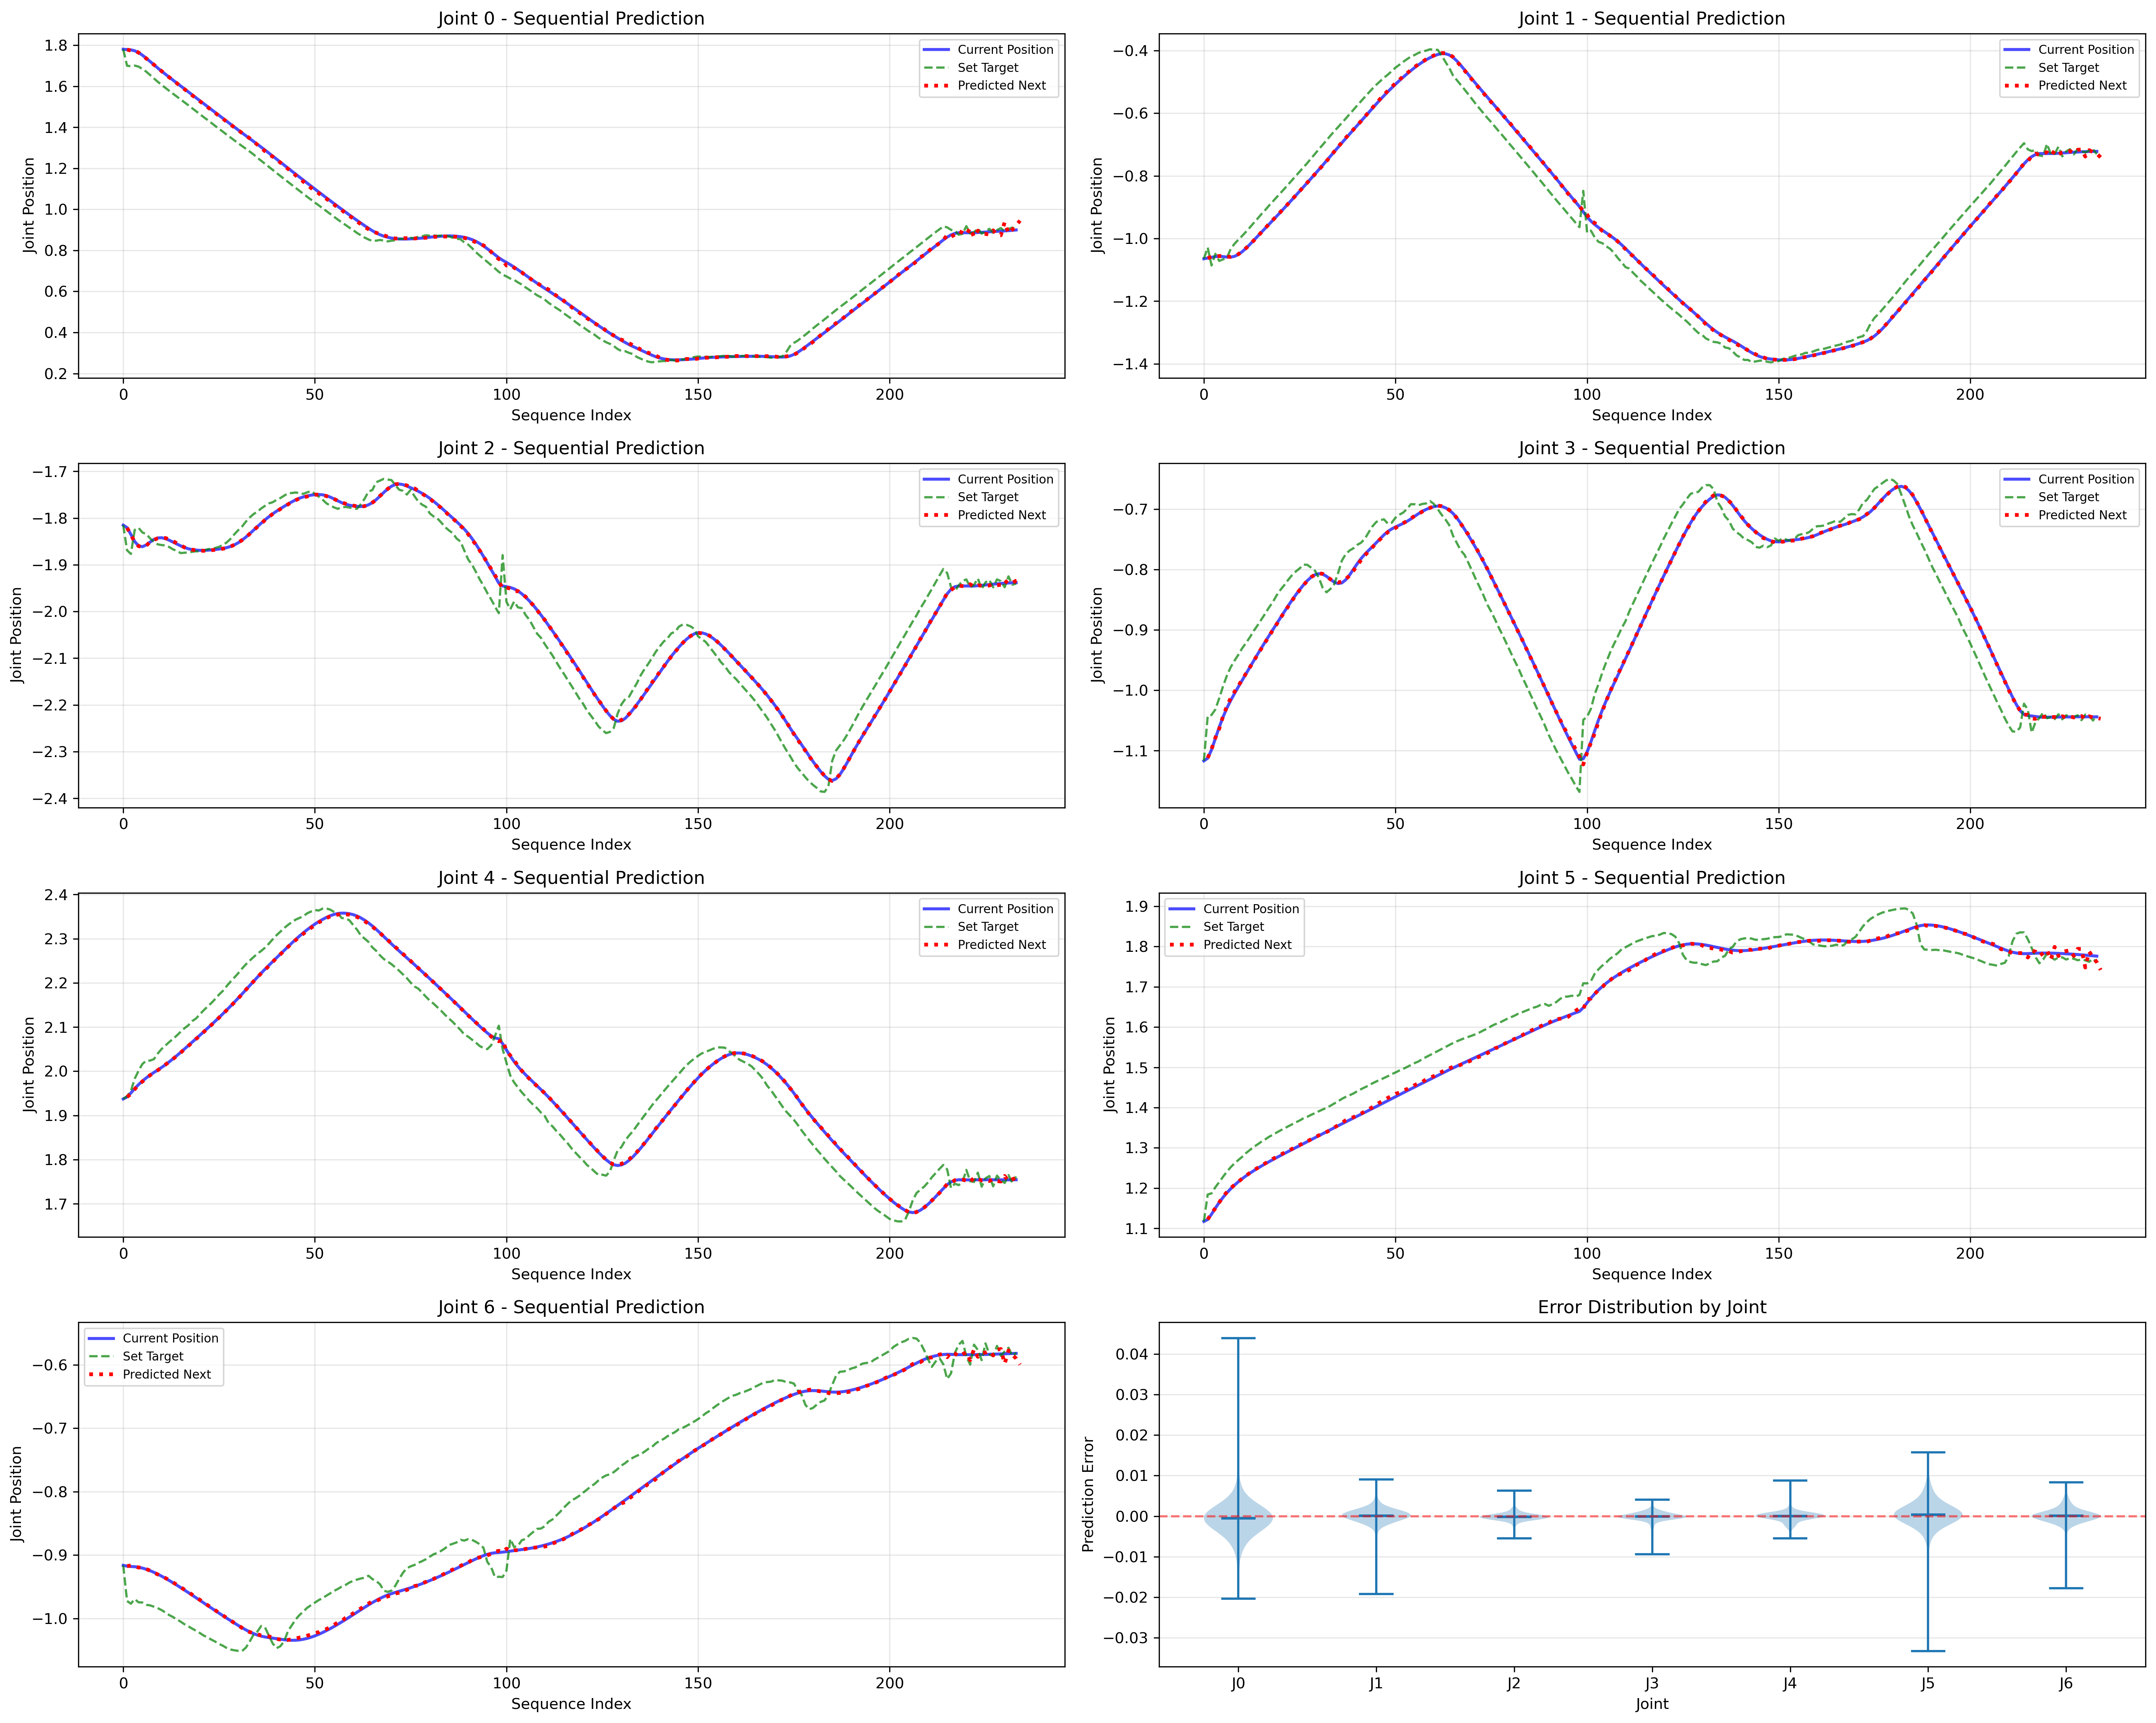 Joint 0 - Sequential Prediction
Current Position
Set Target
Predicted Next
1.8
1.6
1.4
1.2
1.0
0.8
0.6
0.4
0.2
Joint Position
0 50 100 150 200
Sequence Index
Joint 1 - Sequential Prediction
Current Position
Set Target
Predicted Next
−0.4
−0.6
−0.8
−1.0
−1.2
−1.4
Joint Position
0 50 100 150 200
Sequence Index
Joint 2 - Sequential Prediction
Current Position
Set Target
Predicted Next
−1.7
−1.8
−1.9
−2.0
−2.1
−2.2
−2.3
−2.4
Joint Position
0 50 100 150 200
Sequence Index
Joint 3 - Sequential Prediction
Current Position
Set Target
Predicted Next
−0.7
−0.8
−0.9
−1.0
−1.1
Joint Position
0 50 100 150 200
Sequence Index
Joint 4 - Sequential Prediction
Current Position
Set Target
Predicted Next
2.4
2.3
2.2
2.1
2.0
1.9
1.8
1.7
Joint Position
0 50 100 150 200
Sequence Index
Joint 5 - Sequential Prediction
Current Position
Set Target
Predicted Next
1.9
1.8
1.7
1.6
1.5
1.4
1.3
1.2
1.1
Joint Position
0 50 100 150 200
Sequence Index
Joint 6 - Sequential Prediction
Current Position
Set Target
Predicted Next
−0.6
−0.7
−0.8
−0.9
−1.0
Joint Position
0 50 100 150 200
Sequence Index
Error Distribution by Joint
0.04
0.03
0.02
0.01
0.00
−0.01
−0.02
−0.03
Prediction Error
J0 J1 J2 J3 J4 J5 J6
Joint